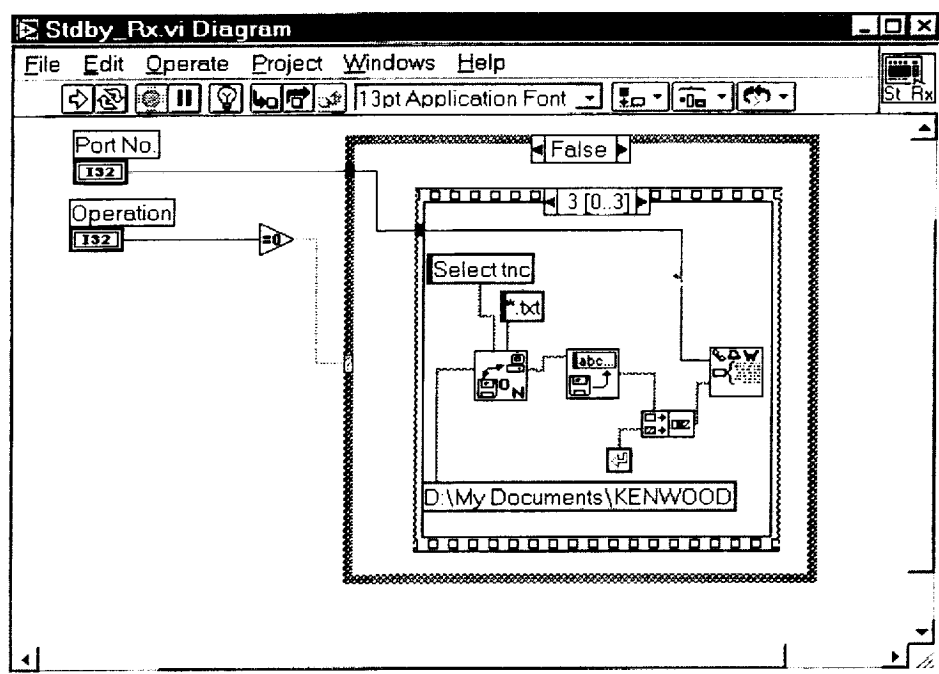 Stdby_Rx.vi Diagram
File Edit Operate Project Windows Help
13pt Application Font
St Rx
Port No.
I32
False
3 [0..3]
Operation
I32
=0
Select tnc
*.txt
abc...
O N
W
D:\My Documents\KENWOOD